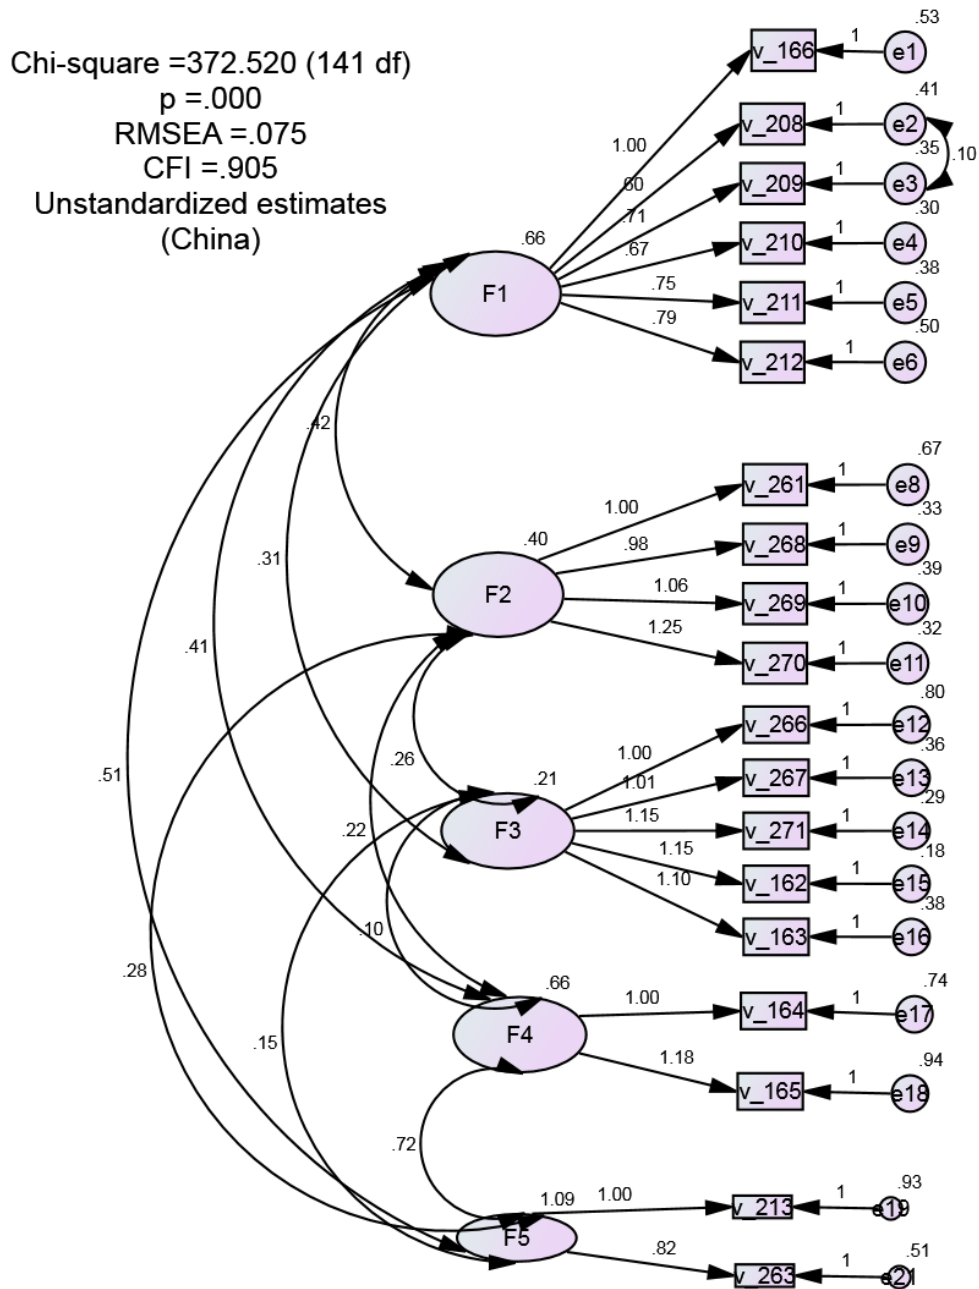 Chi-square =372.520 (141 df)
p =.000
RMSEA =.075
CFI =.905
Unstandardized estimates
(China)
.53
v_166
1
e1
.41
v_208
1
e2
1.00
.35
.10
.60
v_209
1
e3
.71
.30
.66
.67
v_210
1
e4
.38
F1
.75
v_211
1
e5
.79
.50
v_212
1
e6
.42
.67
v_261
1
e8
1.00
.33
.40
.98
v_268
1
e9
.31
.39
F2
1.06
v_269
1
e10
1.25
.32
.41
v_270
1
e11
.80
v_266
1
e12
1.00
.36
.26
.51
.21
1.01
v_267
1
e13
.29
F3
1.15
v_271
1
e14
.22
1.15
.18
1.10
v_162
1
e15
.38
.10
v_163
1
e16
.28
.66
.74
1.00
v_164
1
e17
.15
F4
1.18
.94
v_165
1
e18
.72
.93
1.09
1.00
v_213
1
e19
F5
.82
.51
v_263
1
e21